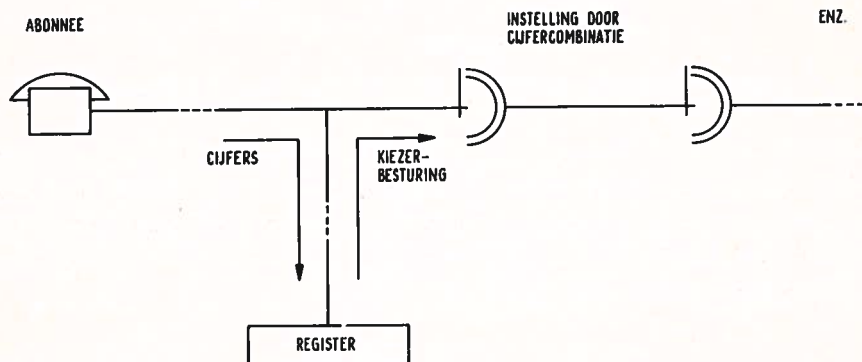 ABONNEE
INSTELLING DOOR
CIJFERCOMBINATIE
ENZ.
CIJFERS
KIEZER-
BESTURING
REGISTER